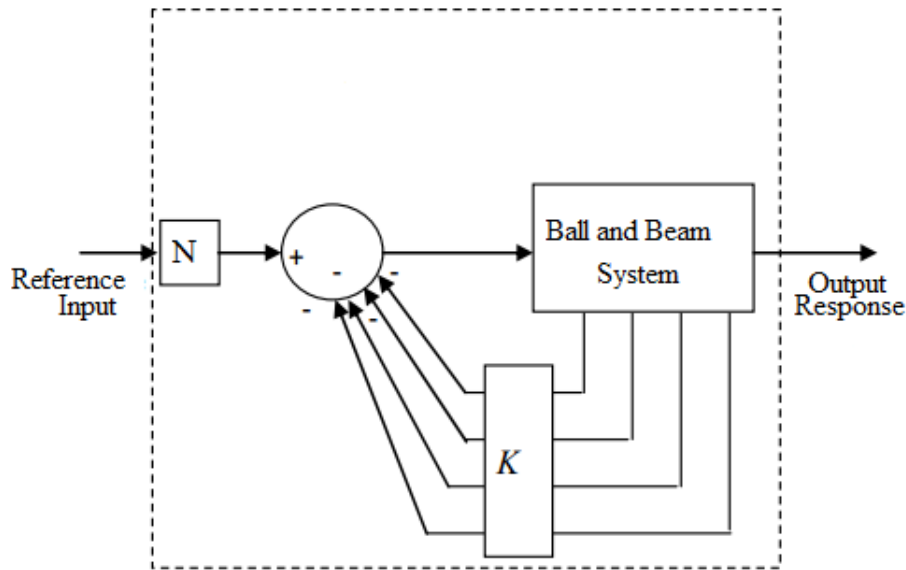 Reference
Input
N
+
-
-
-
-
Ball and Beam
System
K
Output
Response